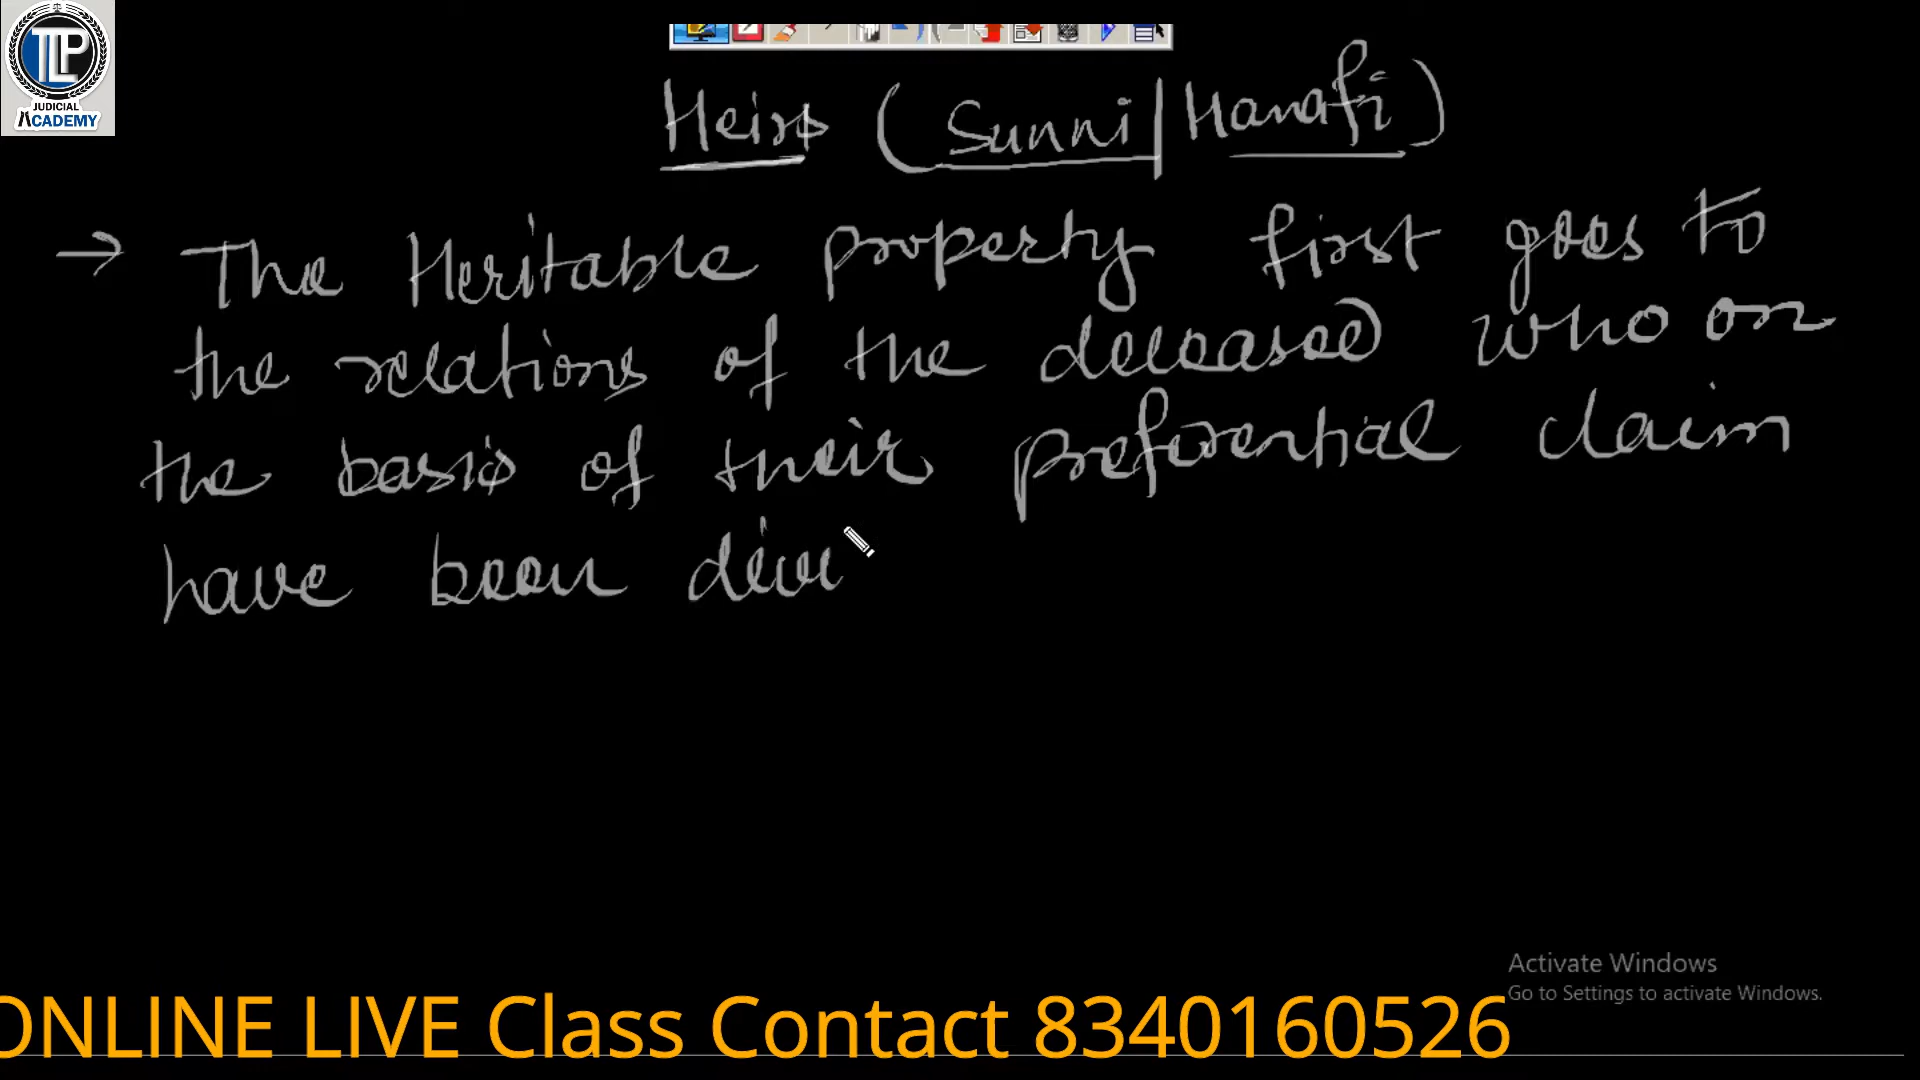 TLP
JUDICIAL
ACADEMY
Heirs (Sunni | Hanafi)
→ The Heritable property first goes to
the relations of the deceased who on
the basis of their preferential claim
have been
Activate Windows
Go to Settings to activate Windows.
ONLINE LIVE Class Contact 8340160526